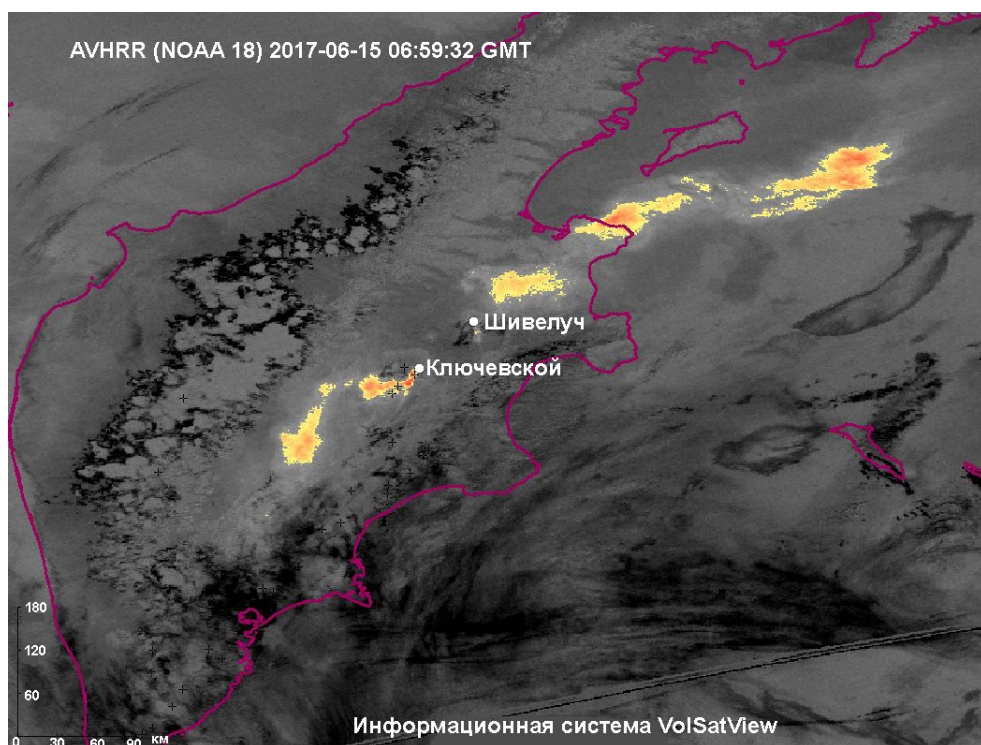 AVHRR (NOAA 18) 2017-06-15 06:59:32 GMT
Шивелуч
Ключевской
180
120
60
0 30 60 90 км
Информационная система VolSatView